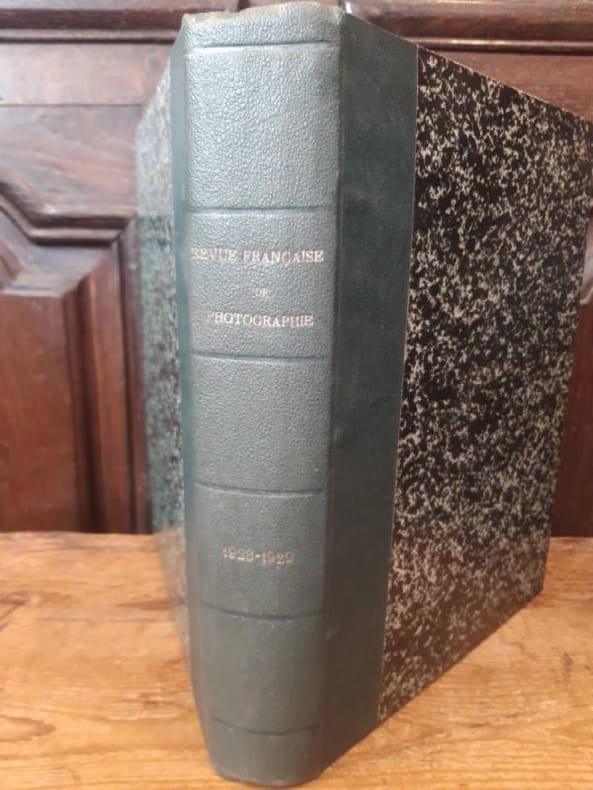 REVUE FRANÇAISE
DE
PHOTOGRAPHIE
1928-1929